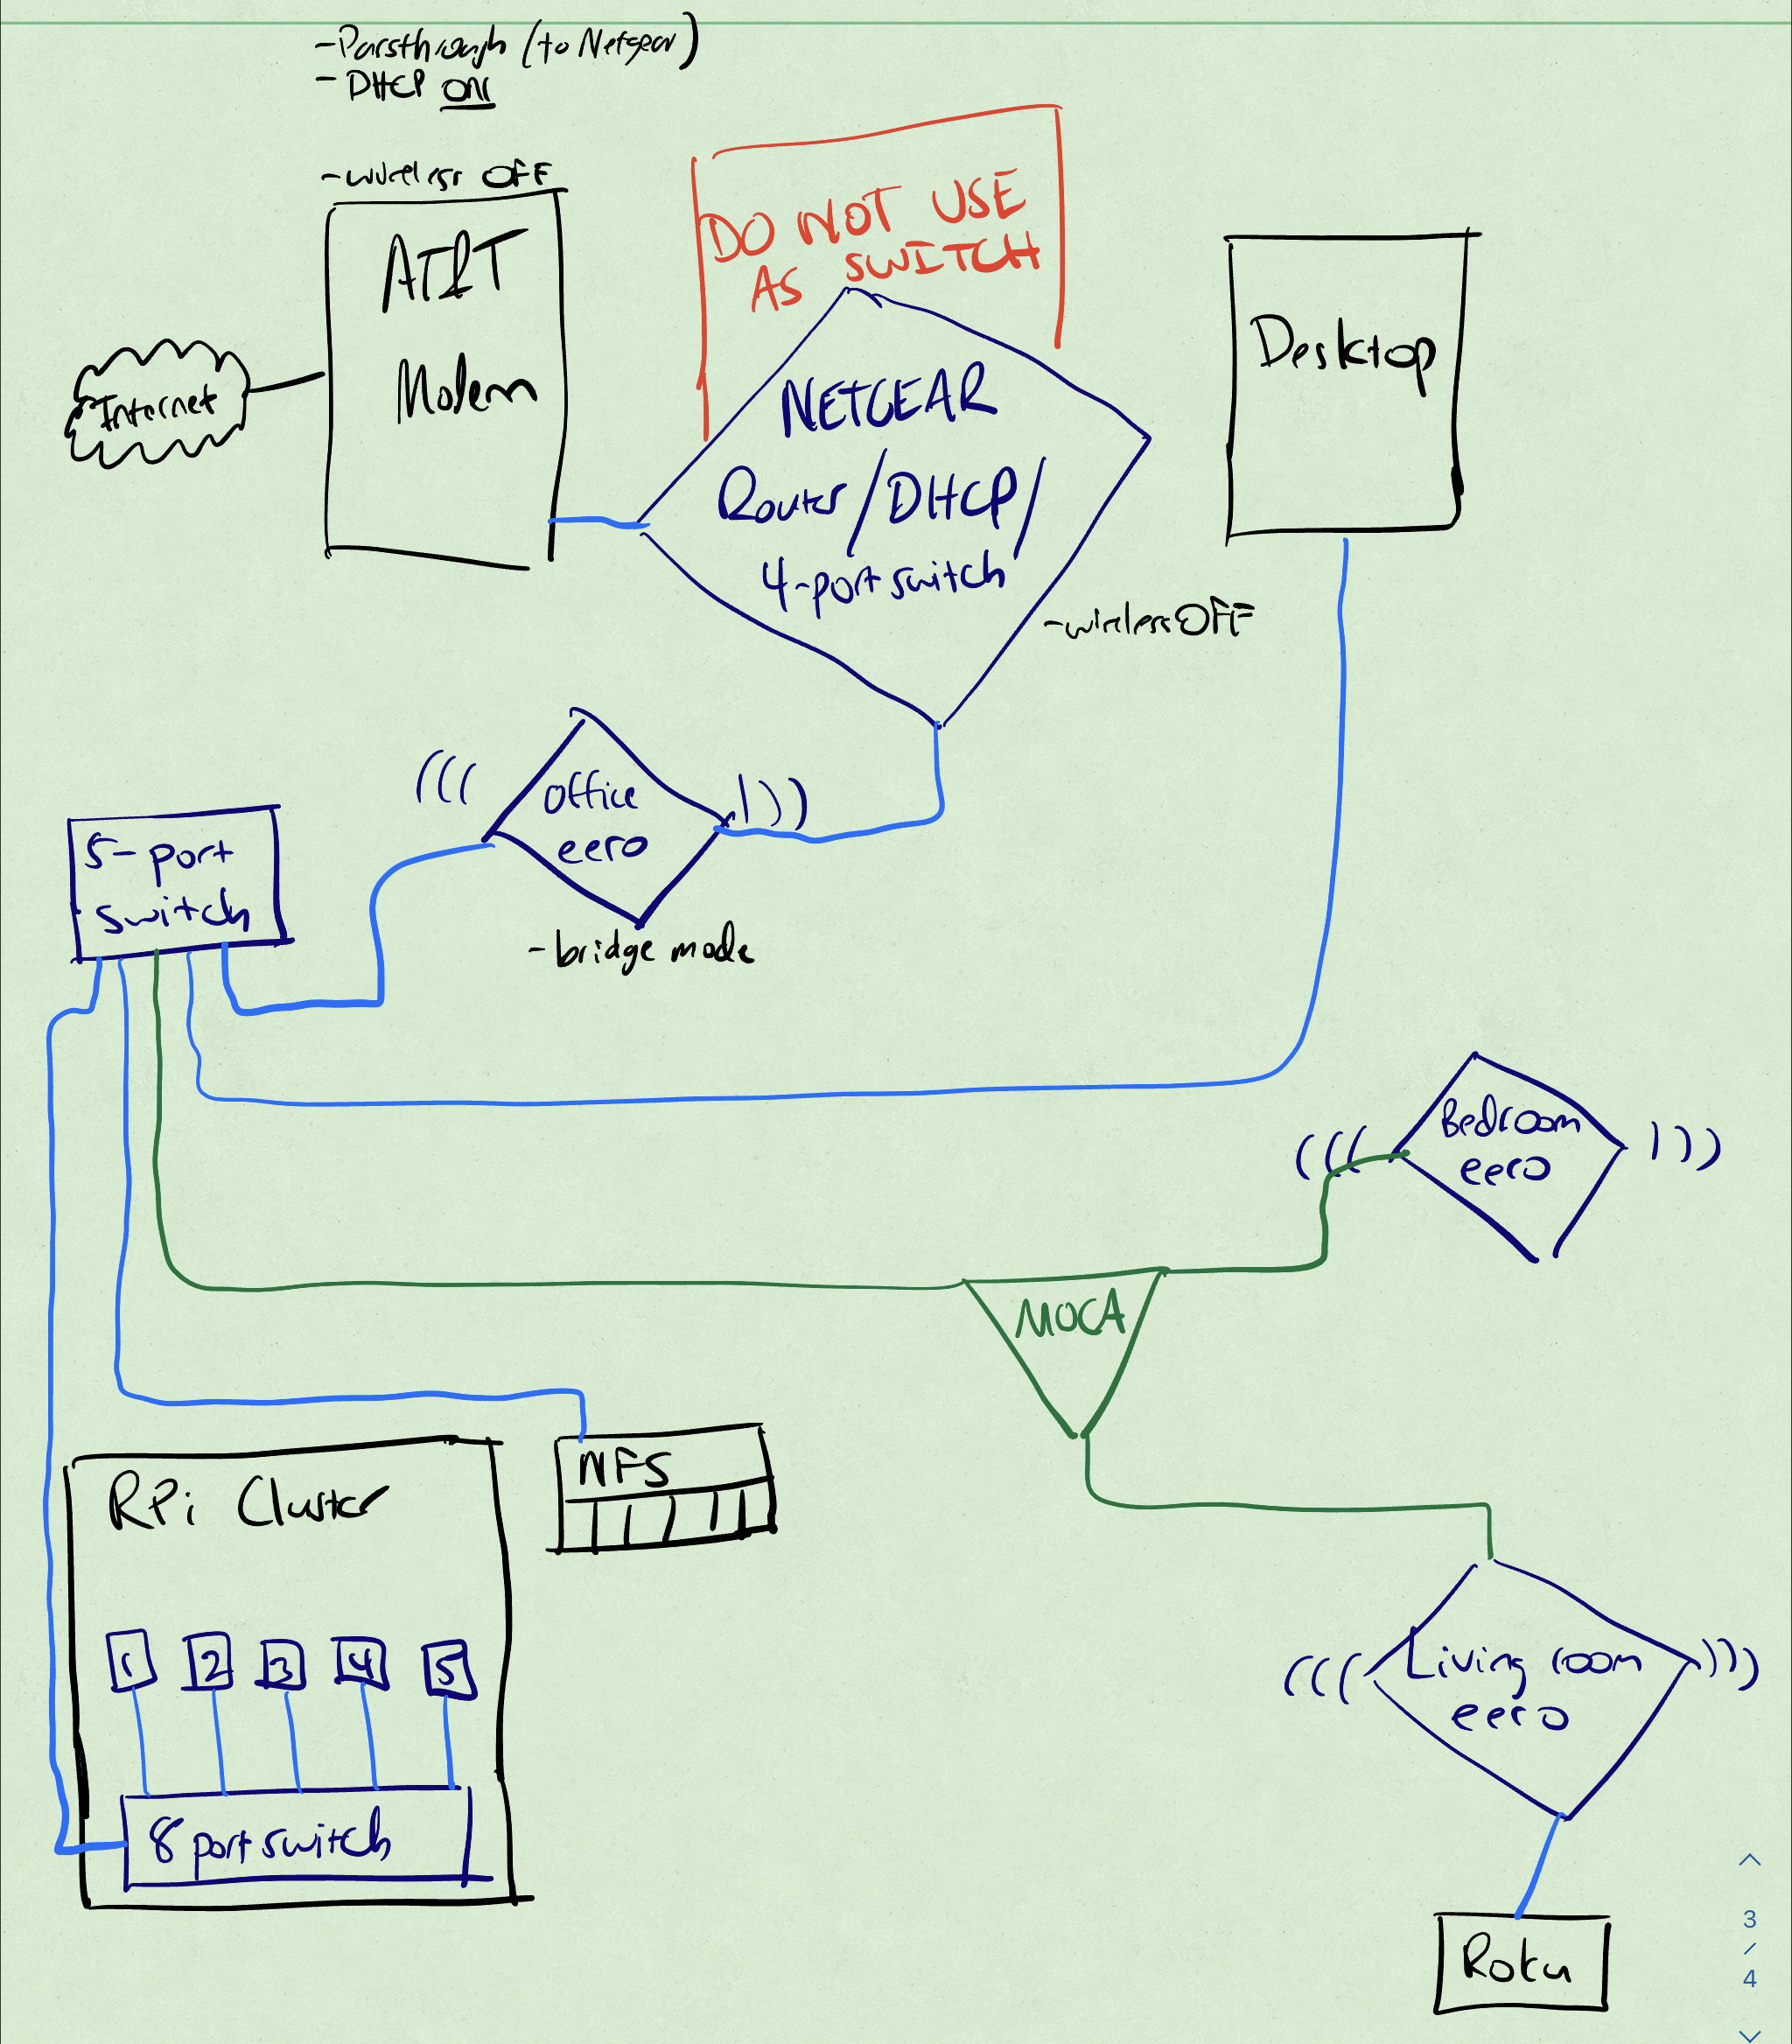 -Passthrough (to Netgear)
- DHCP ON
-wireless OFF
AT&T
Modem
Internet
DO NOT USE
AS SWITCH
NETGEAR
Router/DHCP/
4-port switch
-wireless OFF
Desktop
Office
eero
-bridge mode
5-port
switch
Bedroom
eero
MOCA
NFS
RPi Cluster
1 2 3 4 5
8 port switch
Living room
eero
Roku
3
/
4